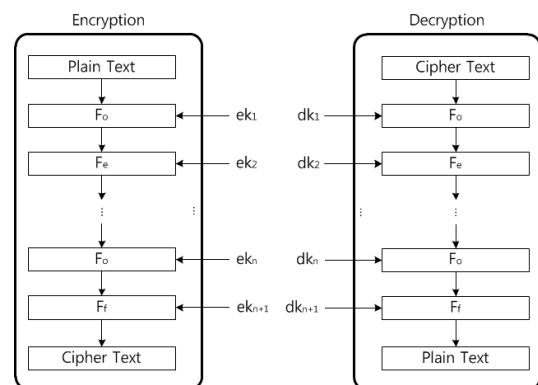 Encryption
Plain Text
Fo
ek1
Fe
ek2
...
...
Fo
ekn
Ff
ekn+1
Cipher Text
Decryption
Cipher Text
dk1
Fo
dk2
Fe
...
...
dkn
Fo
dkn+1
Ff
Plain Text